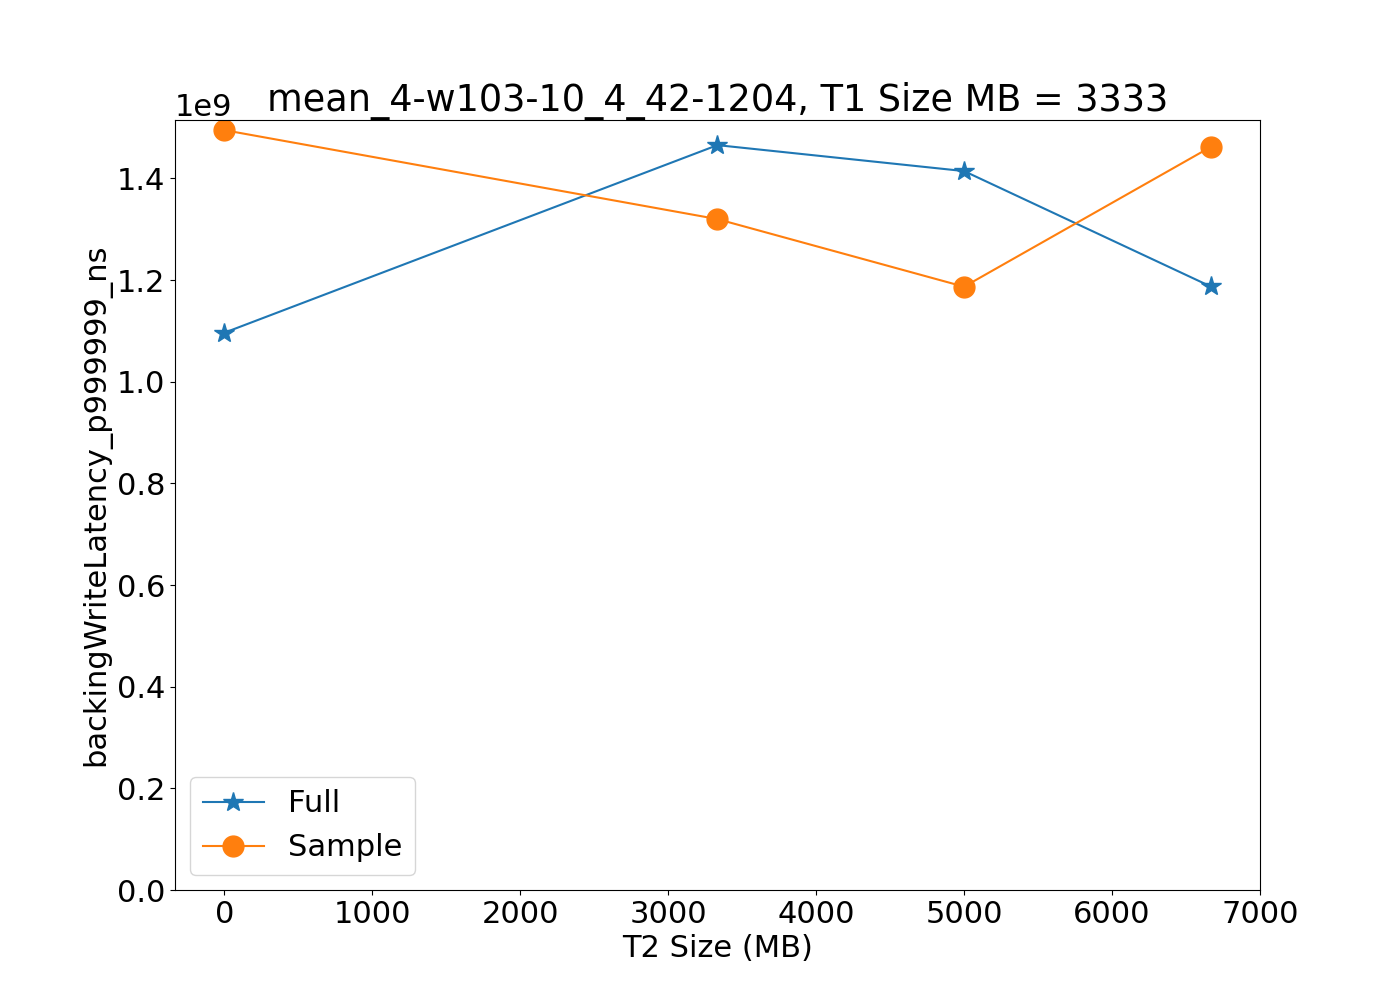 1e9
mean_4-w103-10_4_42-1204, T1 Size MB = 3333
backingWriteLatency_p999999_ns
1.4
1.2
1.0
0.8
0.6
0.4
0.2
0.0
Full
Sample
0 1000 2000 3000 4000 5000 6000 7000
T2 Size (MB)